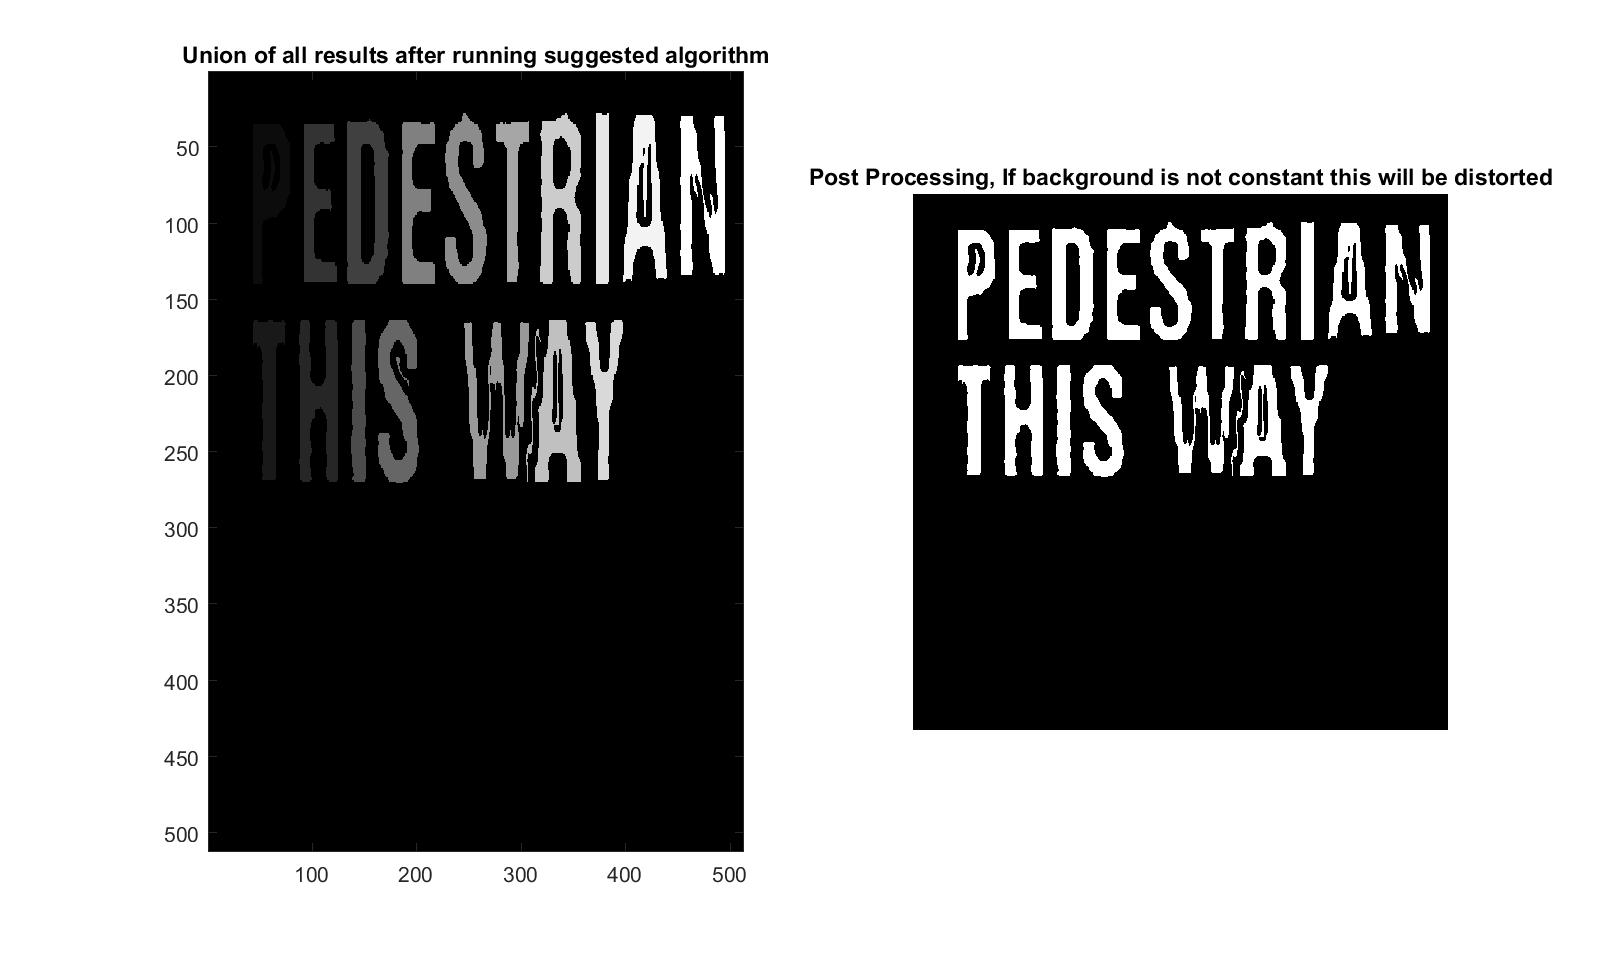 Union of all results after running suggested algorithm
PEDESTRIAN
THIS WAY
50
100
150
200
250
300
350
400
450
500
100 200 300 400 500
Post Processing, If background is not constant this will be distorted
PEDESTRIAN
THIS WAY